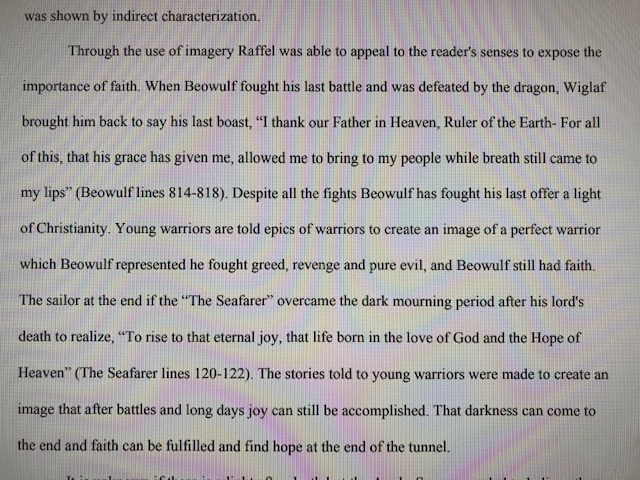 was shown by indirect characterization.
Through the use of imagery Raffel was able to appeal to the reader's senses to expose the
importance of faith. When Beowulf fought his last battle and was defeated by the dragon, Wiglaf
brought him back to say his last boast, “I thank our Father in Heaven, Ruler of the Earth- For all
of this, that his grace has given me, allowed me to bring to my people while breath still came to
my lips” (Beowulf lines 814-818). Despite all the fights Beowulf has fought his last offer a light
of Christianity. Young warriors are told epics of warriors to create an image of a perfect warrior
which Beowulf represented he fought greed, revenge and pure evil, and Beowulf still had faith.
The sailor at the end if the “The Seafarer” overcame the dark mourning period after his lord's
death to realize, “To rise to that eternal joy, that life born in the love of God and the Hope of
Heaven” (The Seafarer lines 120-122). The stories told to young warriors were made to create an
image that after battles and long days joy can still be accomplished. That darkness can come to
the end and faith can be fulfilled and find hope at the end of the tunnel.